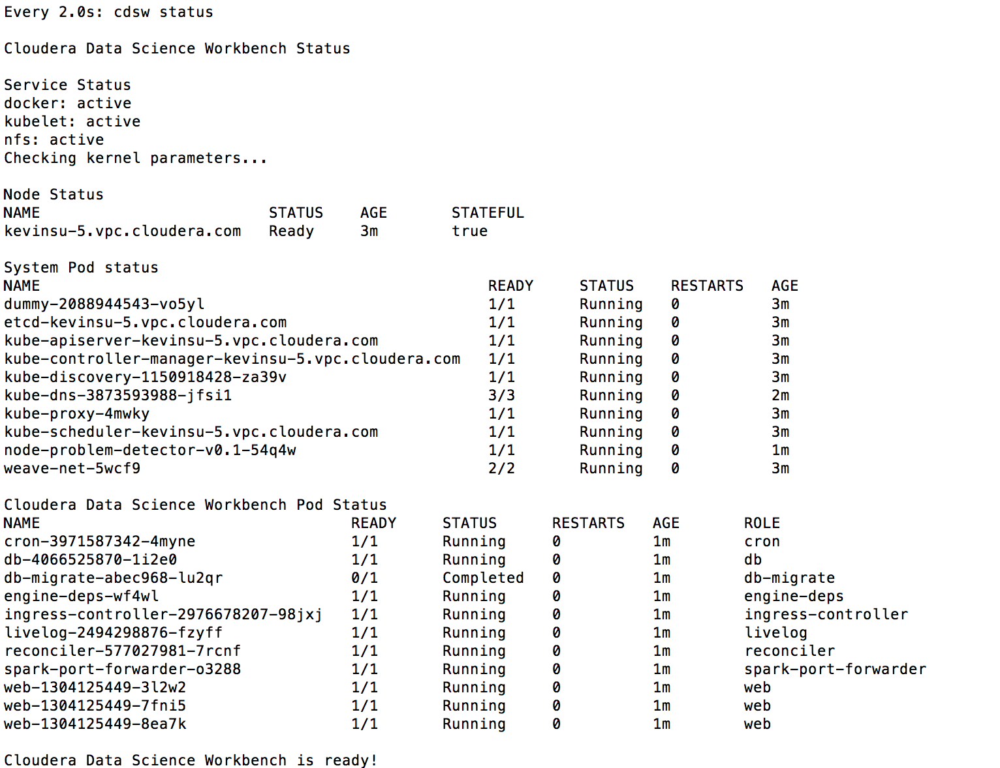 Every 2.0s: cdsw status
Cloudera Data Science Workbench Status
Service Status
docker: active
kubelet: active
nfs: active
Checking kernel parameters...
Node Status
NAME STATUS AGE STATEFUL
kevinsu-5.vpc.cloudera.com Ready 3m true
System Pod status
NAME READY STATUS RESTARTS AGE
dummy-2088944543-vo5yl 1/1 Running 0 3m
etcd-kevinsu-5.vpc.cloudera.com 1/1 Running 0 3m
kube-apiserver-kevinsu-5.vpc.cloudera.com 1/1 Running 0 3m
kube-controller-manager-kevinsu-5.vpc.cloudera.com 1/1 Running 0 3m
kube-discovery-1150918428-za39v 1/1 Running 0 3m
kube-dns-3873593988-jfsi1 3/3 Running 0 2m
kube-proxy-4mwky 1/1 Running 0 3m
kube-scheduler-kevinsu-5.vpc.cloudera.com 1/1 Running 0 3m
node-problem-detector-v0.1-54q4w 1/1 Running 0 1m
weave-net-5wcf9 2/2 Running 0 3m
Cloudera Data Science Workbench Pod Status
NAME READY STATUS RESTARTS AGE ROLE
cron-3971587342-4myne 1/1 Running 0 1m cron
db-4066525870-1i2e0 1/1 Running 0 1m db
db-migrate-abec968-lu2qr 0/1 Completed 0 1m db-migrate
engine-deps-wf4wl 1/1 Running 0 1m engine-deps
ingress-controller-2976678207-98jxj 1/1 Running 0 1m ingress-controller
livelog-2494298876-fzyff 1/1 Running 0 1m livelog
reconciler-577027981-7rcnf 1/1 Running 0 1m reconciler
spark-port-forwarder-o3288 1/1 Running 0 1m spark-port-forwarder
web-1304125449-3l2w2 1/1 Running 0 1m web
web-1304125449-7fni5 1/1 Running 0 1m web
web-1304125449-8ea7k 1/1 Running 0 1m web
Cloudera Data Science Workbench is ready!